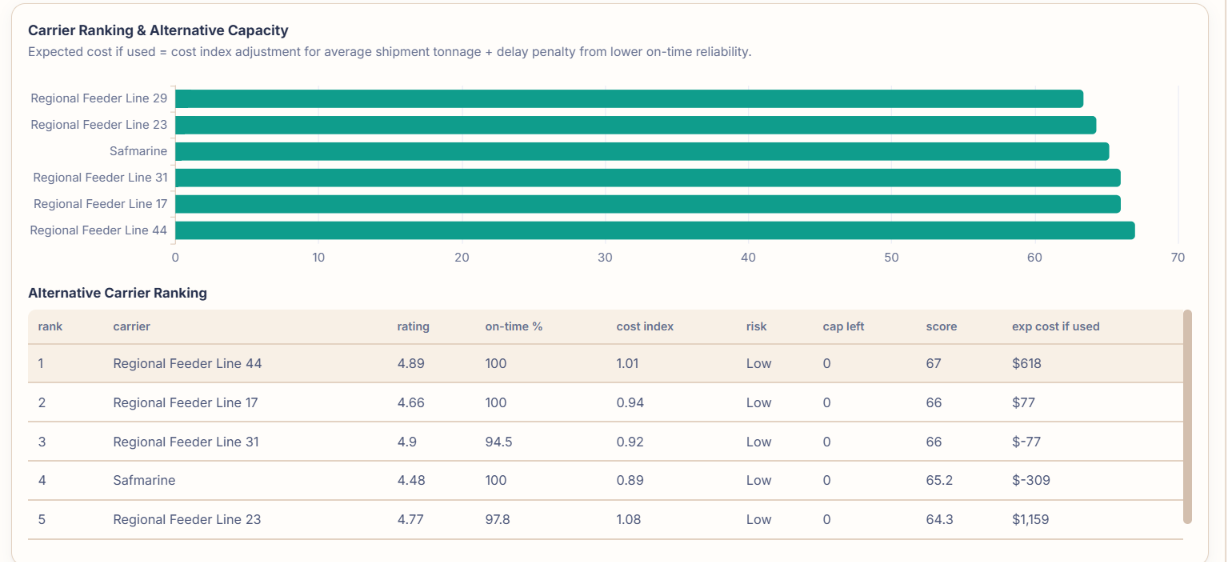 Carrier Ranking & Alternative Capacity
Expected cost if used = cost index adjustment for average shipment tonnage + delay penalty from lower on-time reliability.
Regional Feeder Line 29
Regional Feeder Line 23
Safmarine
Regional Feeder Line 31
Regional Feeder Line 17
Regional Feeder Line 44
0 10 20 30 40 50 60 70
Alternative Carrier Ranking
rank carrier rating on-time % cost index risk cap left score exp cost if used
1 Regional Feeder Line 44 4.89 100 1.01 Low 0 67 $618
2 Regional Feeder Line 17 4.66 100 0.94 Low 0 66 $77
3 Regional Feeder Line 31 4.9 94.5 0.92 Low 0 66 $-77
4 Safmarine 4.48 100 0.89 Low 0 65.2 $-309
5 Regional Feeder Line 23 4.77 97.8 1.08 Low 0 64.3 $1,159